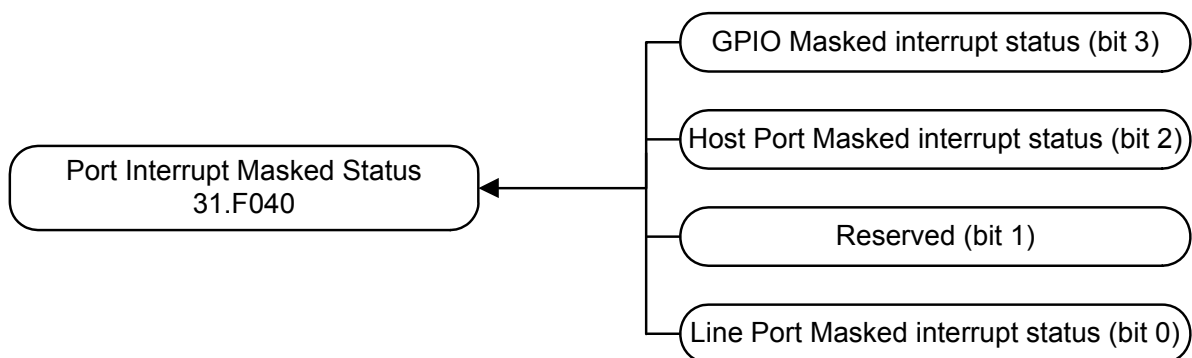 Port Interrupt Masked Status
31.F040
GPIO Masked interrupt status (bit 3)
Host Port Masked interrupt status (bit 2)
Reserved (bit 1)
Line Port Masked interrupt status (bit 0)